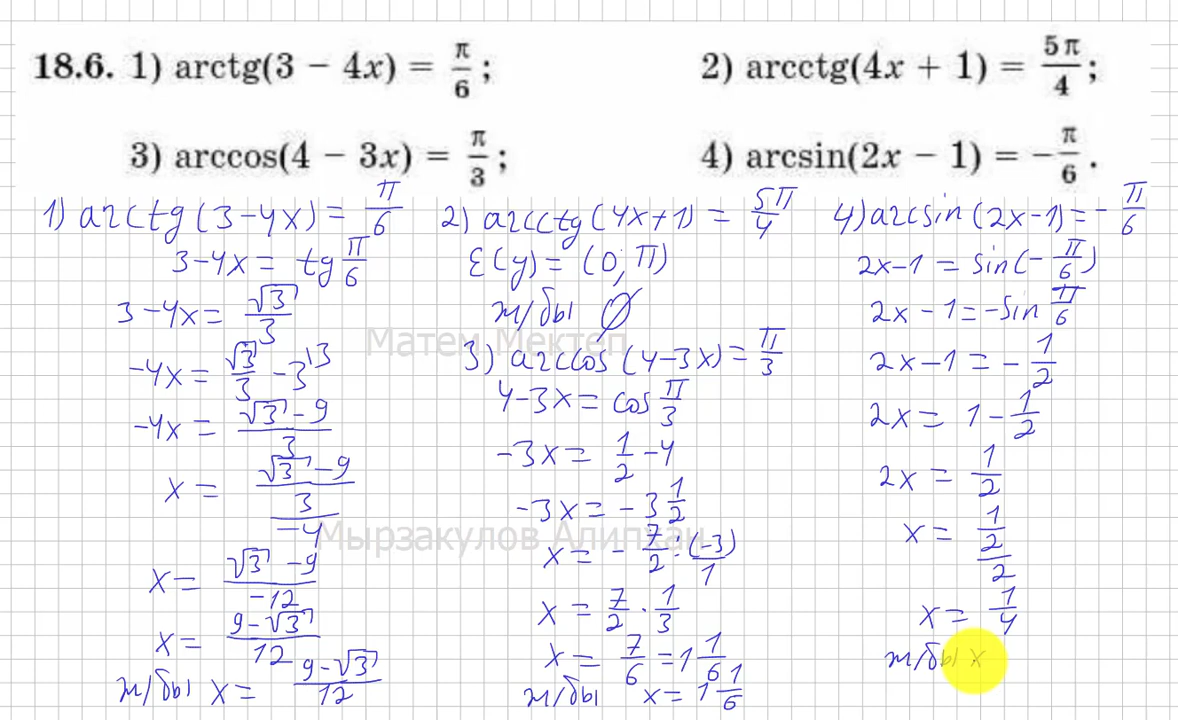 18.6. 1) arctg(3 − 4x) = π/6; 2) arcctg(4x + 1) = 5π/4;
3) arccos(4 − 3x) = π/3; 4) arcsin(2x − 1) = −π/6.
1) arctg(3−4x) = π/6
3−4x = tg π/6
3−4x = √3/3
−4x = √3/3 − 3^(3
−4x = (√3−9)/3
x = ((√3−9)/3)/(−4)
x = (√3−9)/(−12)
x = (9−√3)/12
ж/бы x = (9−√3)/12
2) arcctg(4x+1) = 5π/4
E(y) = (0; π)
ж/бы ∅
3) arccos(4−3x) = π/3
4−3x = cos π/3
−3x = 1/2 − 4
−3x = −3 1/2
x = −7/2 : (−3)/1
x = 7/2 · 1/3
x = 7/6 = 1 1/6
ж/бы x = 1 1/6
4) arcsin(2x−1) = −π/6
2x−1 = sin(−π/6)
2x−1 = −sin π/6
2x−1 = −1/2
2x = 1 − 1/2
2x = 1/2
x = (1/2)/2
x = 1/4
ж/бы x
Матем Мектеп
Мырзакулов Алипхан